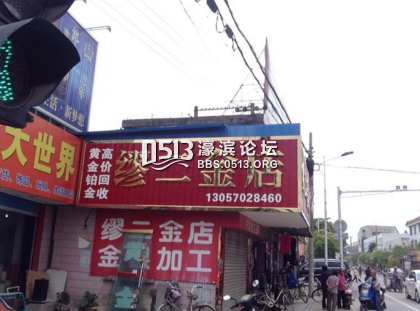 大世界
黄金铂金
高价回收
缪二金店
13057028460
缪二金店
金 加工
0513 濠滨论坛
BBS.0513.ORG